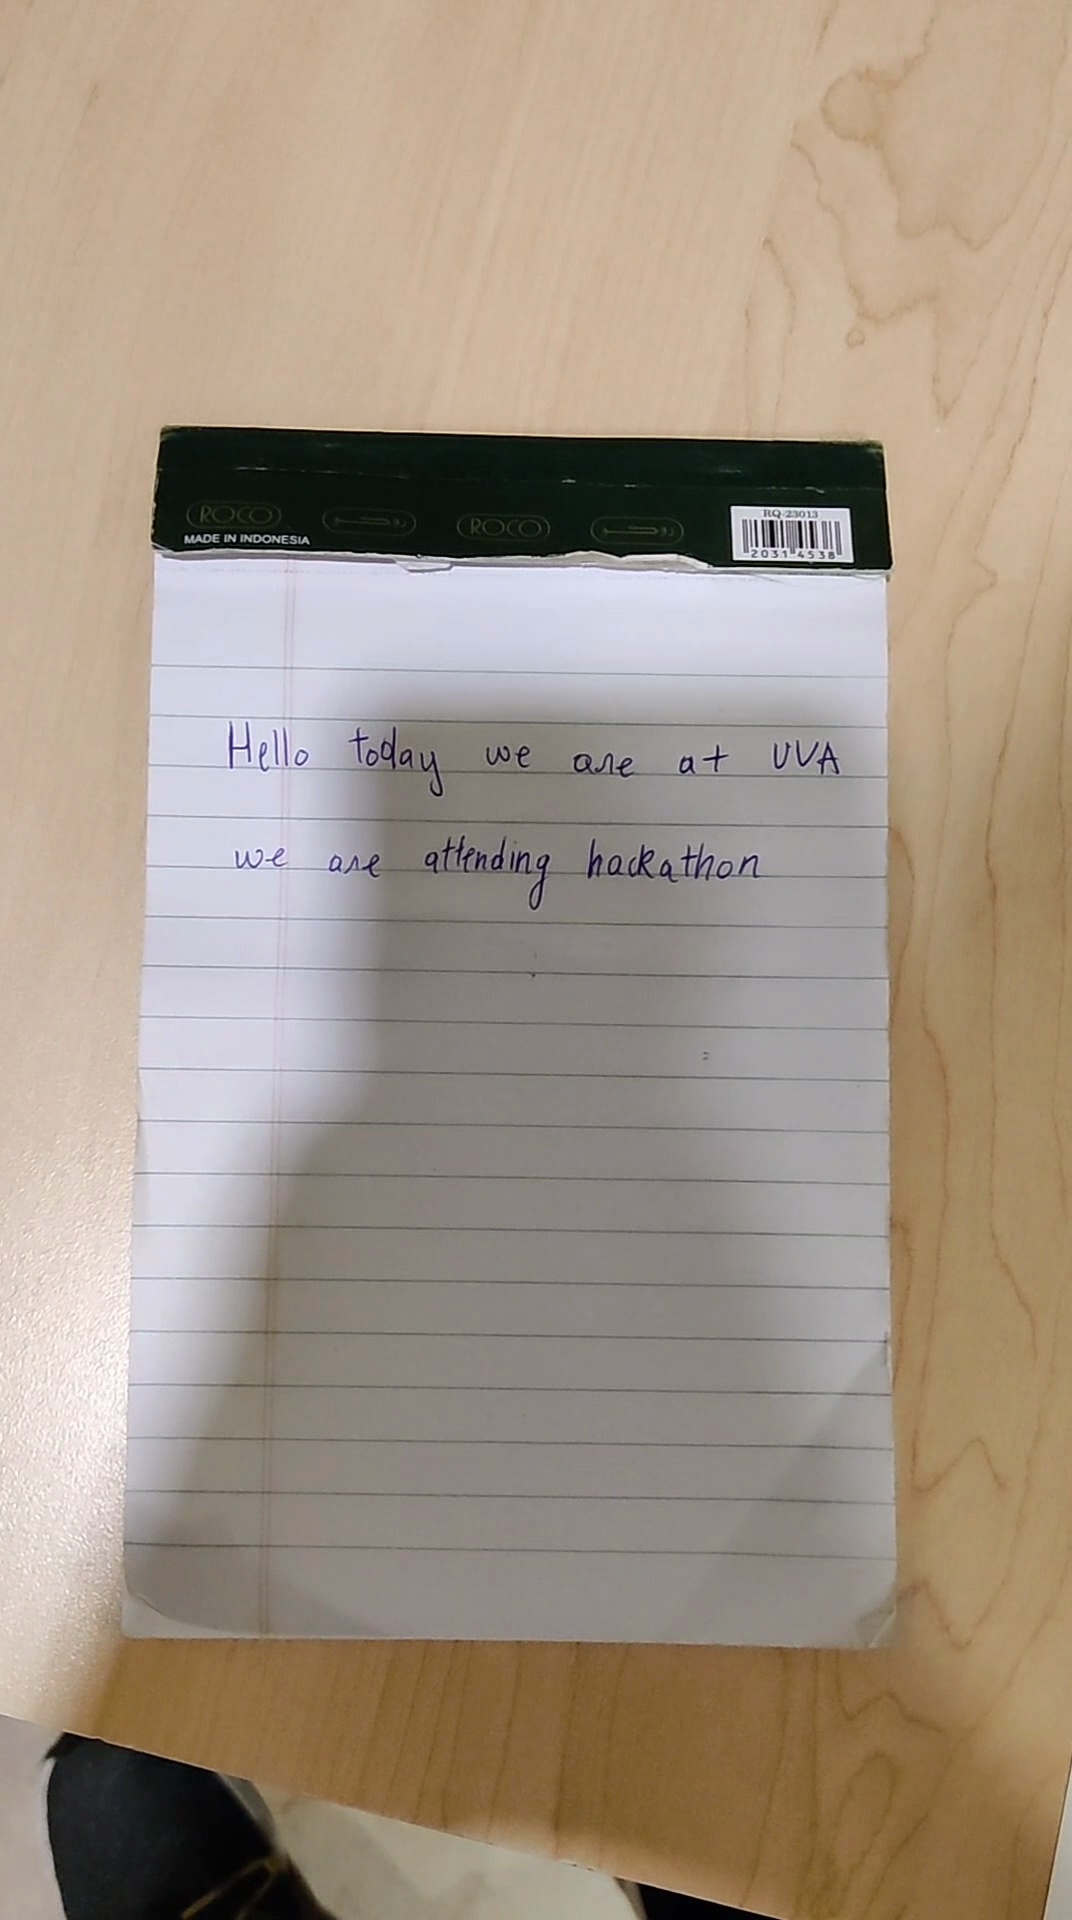 ROCO ROCO
MADE IN INDONESIA
RQ-23013
2031 4538
Hello today we are at UVA
we are attending hackathon